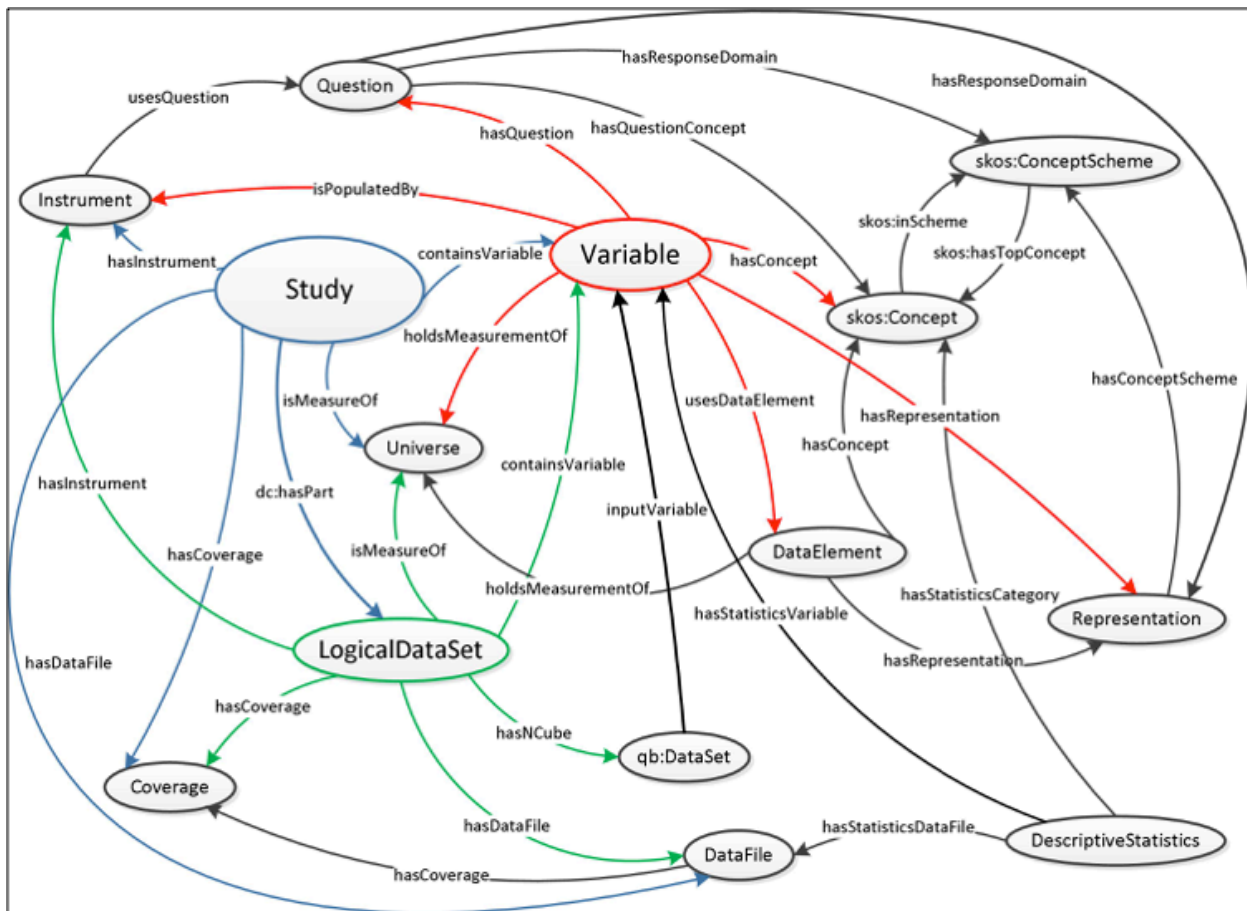 hasResponseDomain
Question
hasResponseDomain
usesQuestion
hasQuestion
hasQuestionConcept
skos:ConceptScheme
Instrument
isPopulatedBy
skos:inScheme
containsVariable
Variable
hasInstrument
hasConcept
skos:hasTopConcept
Study
skos:Concept
holdsMeasurementOf
hasConceptScheme
isMeasureOf
usesDataElement
hasRepresentation
Universe
hasConcept
hasInstrument
containsVariable
dc:hasPart
inputVariable
isMeasureOf
DataElement
hasCoverage
holdsMeasurementOf
hasStatisticsCategory
hasStatisticsVariable
Representation
LogicalDataSet
hasDataFile
hasRepresentation
hasCoverage
hasNCube
qb:DataSet
Coverage
hasDataFile
hasStatisticsDataFile
DescriptiveStatistics
DataFile
hasCoverage